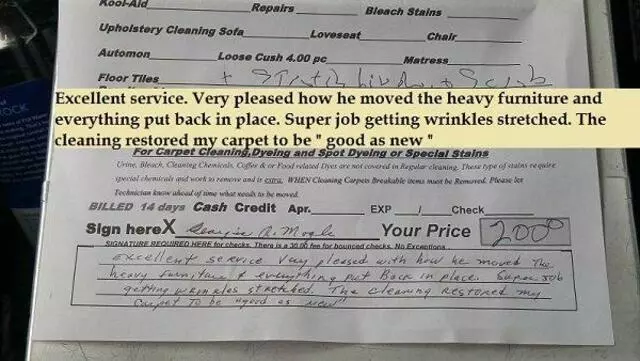 Kool-Aid Repairs Bleach Stains
Upholstery Cleaning Sofa Loveseat Chair
Automon Loose Cush 4.00 pc Matress
Floor Tiles +
Excellent service. Very pleased how he moved the heavy furniture and
everything put back in place. Super job getting wrinkles stretched. The
cleaning restored my carpet to be " good as new "
For Carpet Cleaning,Dyeing and Spot Dyeing or Special Stains
Urine, Bleach, Cleaning Chemicals, Coffee & or Food related Dyes are not covered in Regular cleaning. These type of stains require
special chemicals and work to remove and is extra. WHEN Cleaning Carpets Breakable items must be Removed. Please let
Technician know ahead of time what needs to be moved.
BILLED 14 days Cash Credit Apr. EXP / Check
Sign hereX Your Price 200⁰
SIGNATURE REQUIRED HERE for checks. There is a 30.00 fee for bounced checks. No Exceptions
Excellent service Very pleased with how he moved The
heavy furniture & everything put Back in place. Super job
getting wrinkles stretched. The cleaning Restored my
Carpet To be "good as new"